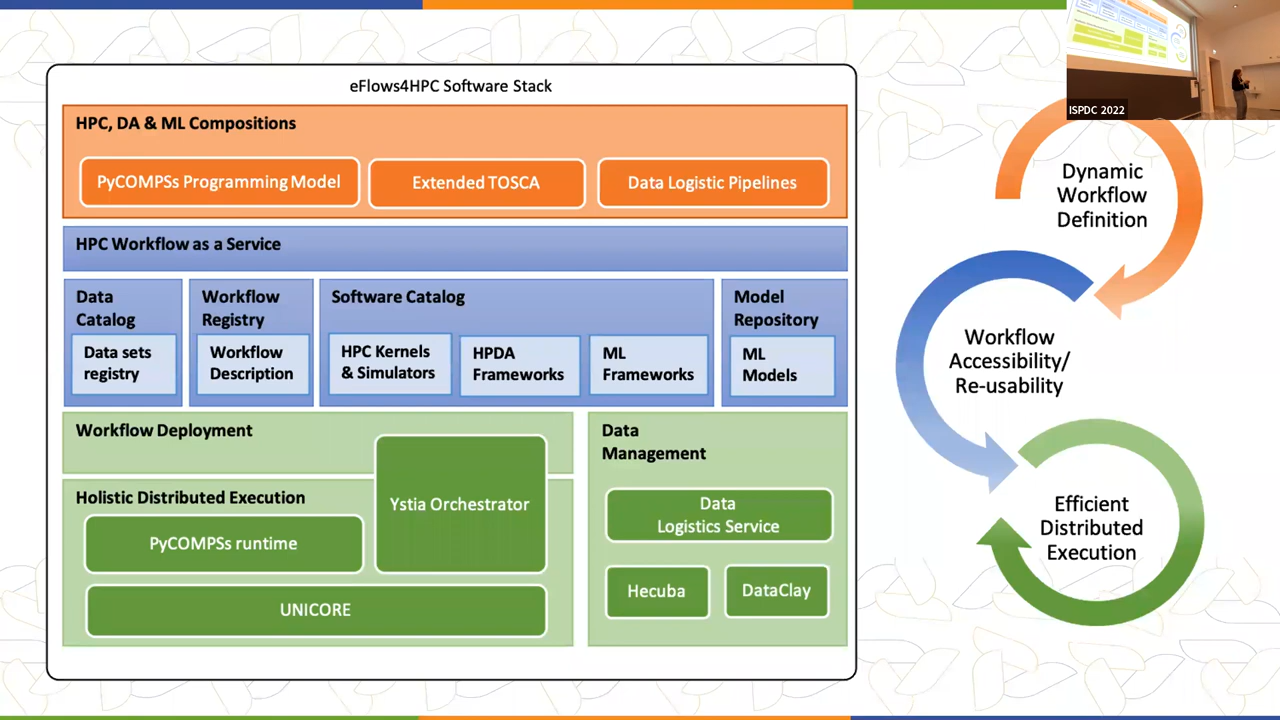 eFlows4HPC Software Stack
HPC, DA & ML Compositions
PyCOMPSs Programming Model
Extended TOSCA
Data Logistic Pipelines
HPC Workflow as a Service
Data
Catalog
Data sets
registry
Workflow
Registry
Workflow
Description
Software Catalog
HPC Kernels
& Simulators
HPDA
Frameworks
ML
Frameworks
Model
Repository
ML
Models
Workflow Deployment
Holistic Distributed Execution
PyCOMPSs runtime
Ystia Orchestrator
UNICORE
Data
Management
Data
Logistics Service
Hecuba
DataClay
ISPDC 2022
Dynamic
Workflow
Definition
Workflow
Accessibility/
Re-usability
Efficient
Distributed
Execution